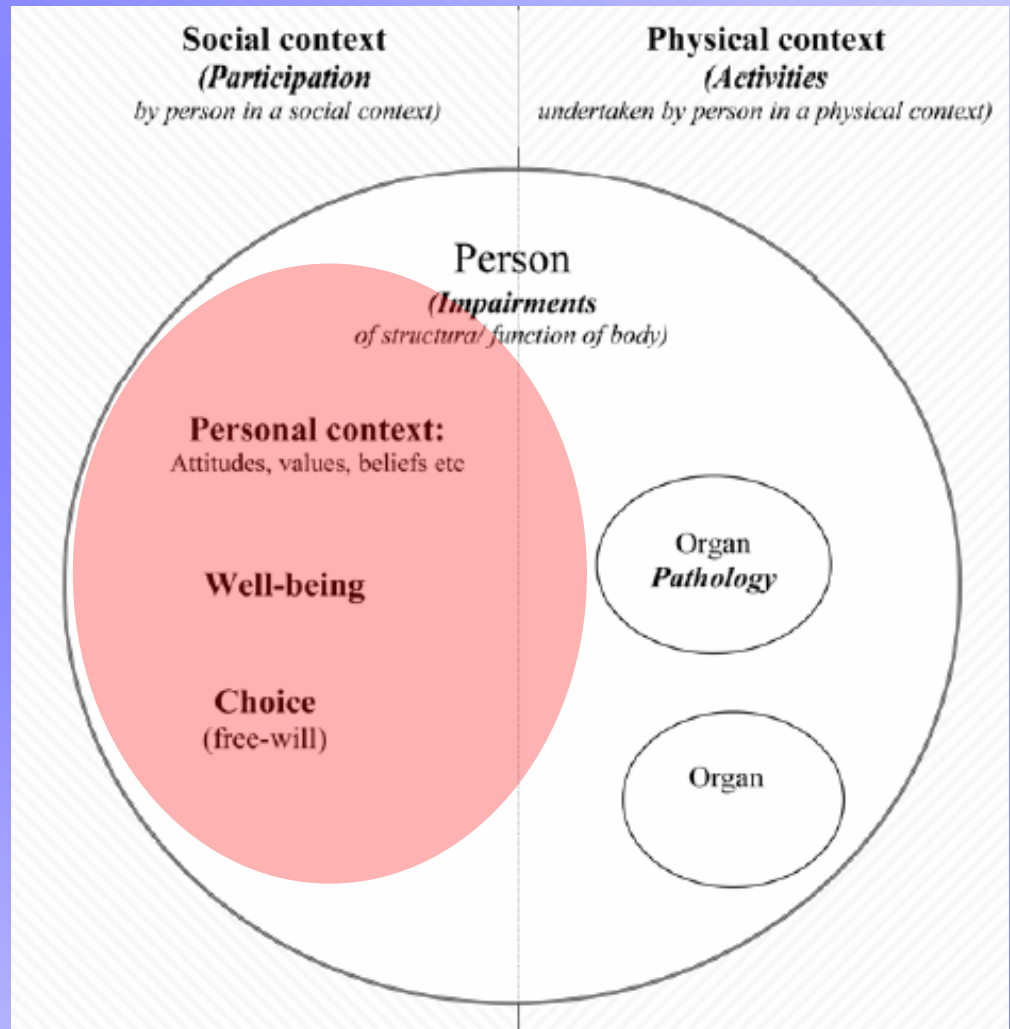 Social context
(Participation
by person in a social context)
Physical context
(Activities
undertaken by person in a physical context)
Person
(Impairments
of structura/ function of body)
Personal context:
Attitudes, values, beliefs etc
Well-being
Choice
(free-will)
Organ
Pathology
Organ